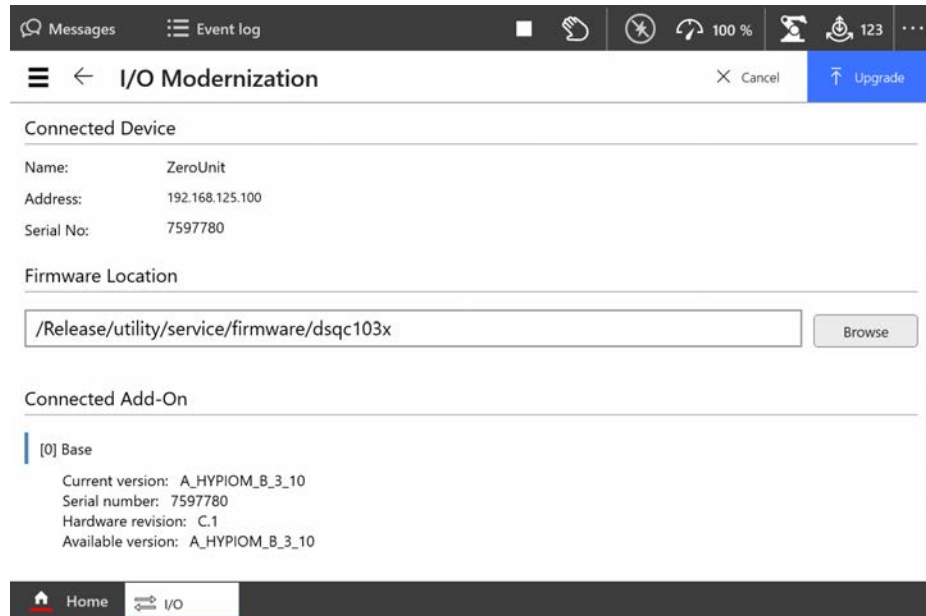 Messages Event log 100 % 123 ...
I/O Modernization Cancel Upgrade
Connected Device
Name: ZeroUnit
Address: 192.168.125.100
Serial No: 7597780
Firmware Location
/Release/utility/service/firmware/dsqc103x Browse
Connected Add-On
[0] Base
Current version: A_HYPIOM_B_3_10
Serial number: 7597780
Hardware revision: C.1
Available version: A_HYPIOM_B_3_10
Home I/O